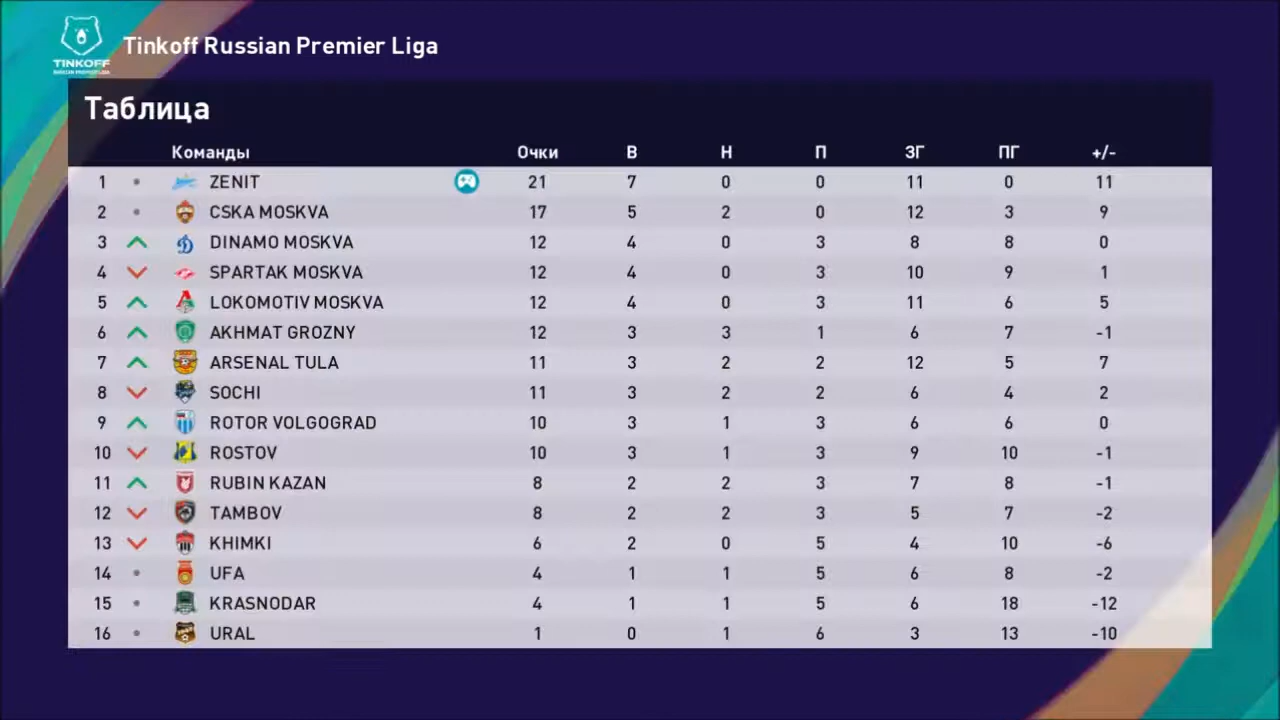 Tinkoff Russian Premier Liga
TINKOFF
RUSSIAN PREMIER LIGA
Таблица
Команды Очки В Н П ЗГ ПГ +/-
1 ZENIT 21 7 0 0 11 0 11
2 CSKA MOSKVA 17 5 2 0 12 3 9
3 DINAMO MOSKVA 12 4 0 3 8 8 0
4 SPARTAK MOSKVA 12 4 0 3 10 9 1
5 LOKOMOTIV MOSKVA 12 4 0 3 11 6 5
6 AKHMAT GROZNY 12 3 3 1 6 7 -1
7 ARSENAL TULA 11 3 2 2 12 5 7
8 SOCHI 11 3 2 2 6 4 2
9 ROTOR VOLGOGRAD 10 3 1 3 6 6 0
10 ROSTOV 10 3 1 3 9 10 -1
11 RUBIN KAZAN 8 2 2 3 7 8 -1
12 TAMBOV 8 2 2 3 5 7 -2
13 KHIMKI 6 2 0 5 4 10 -6
14 UFA 4 1 1 5 6 8 -2
15 KRASNODAR 4 1 1 5 6 18 -12
16 URAL 1 0 1 6 3 13 -10